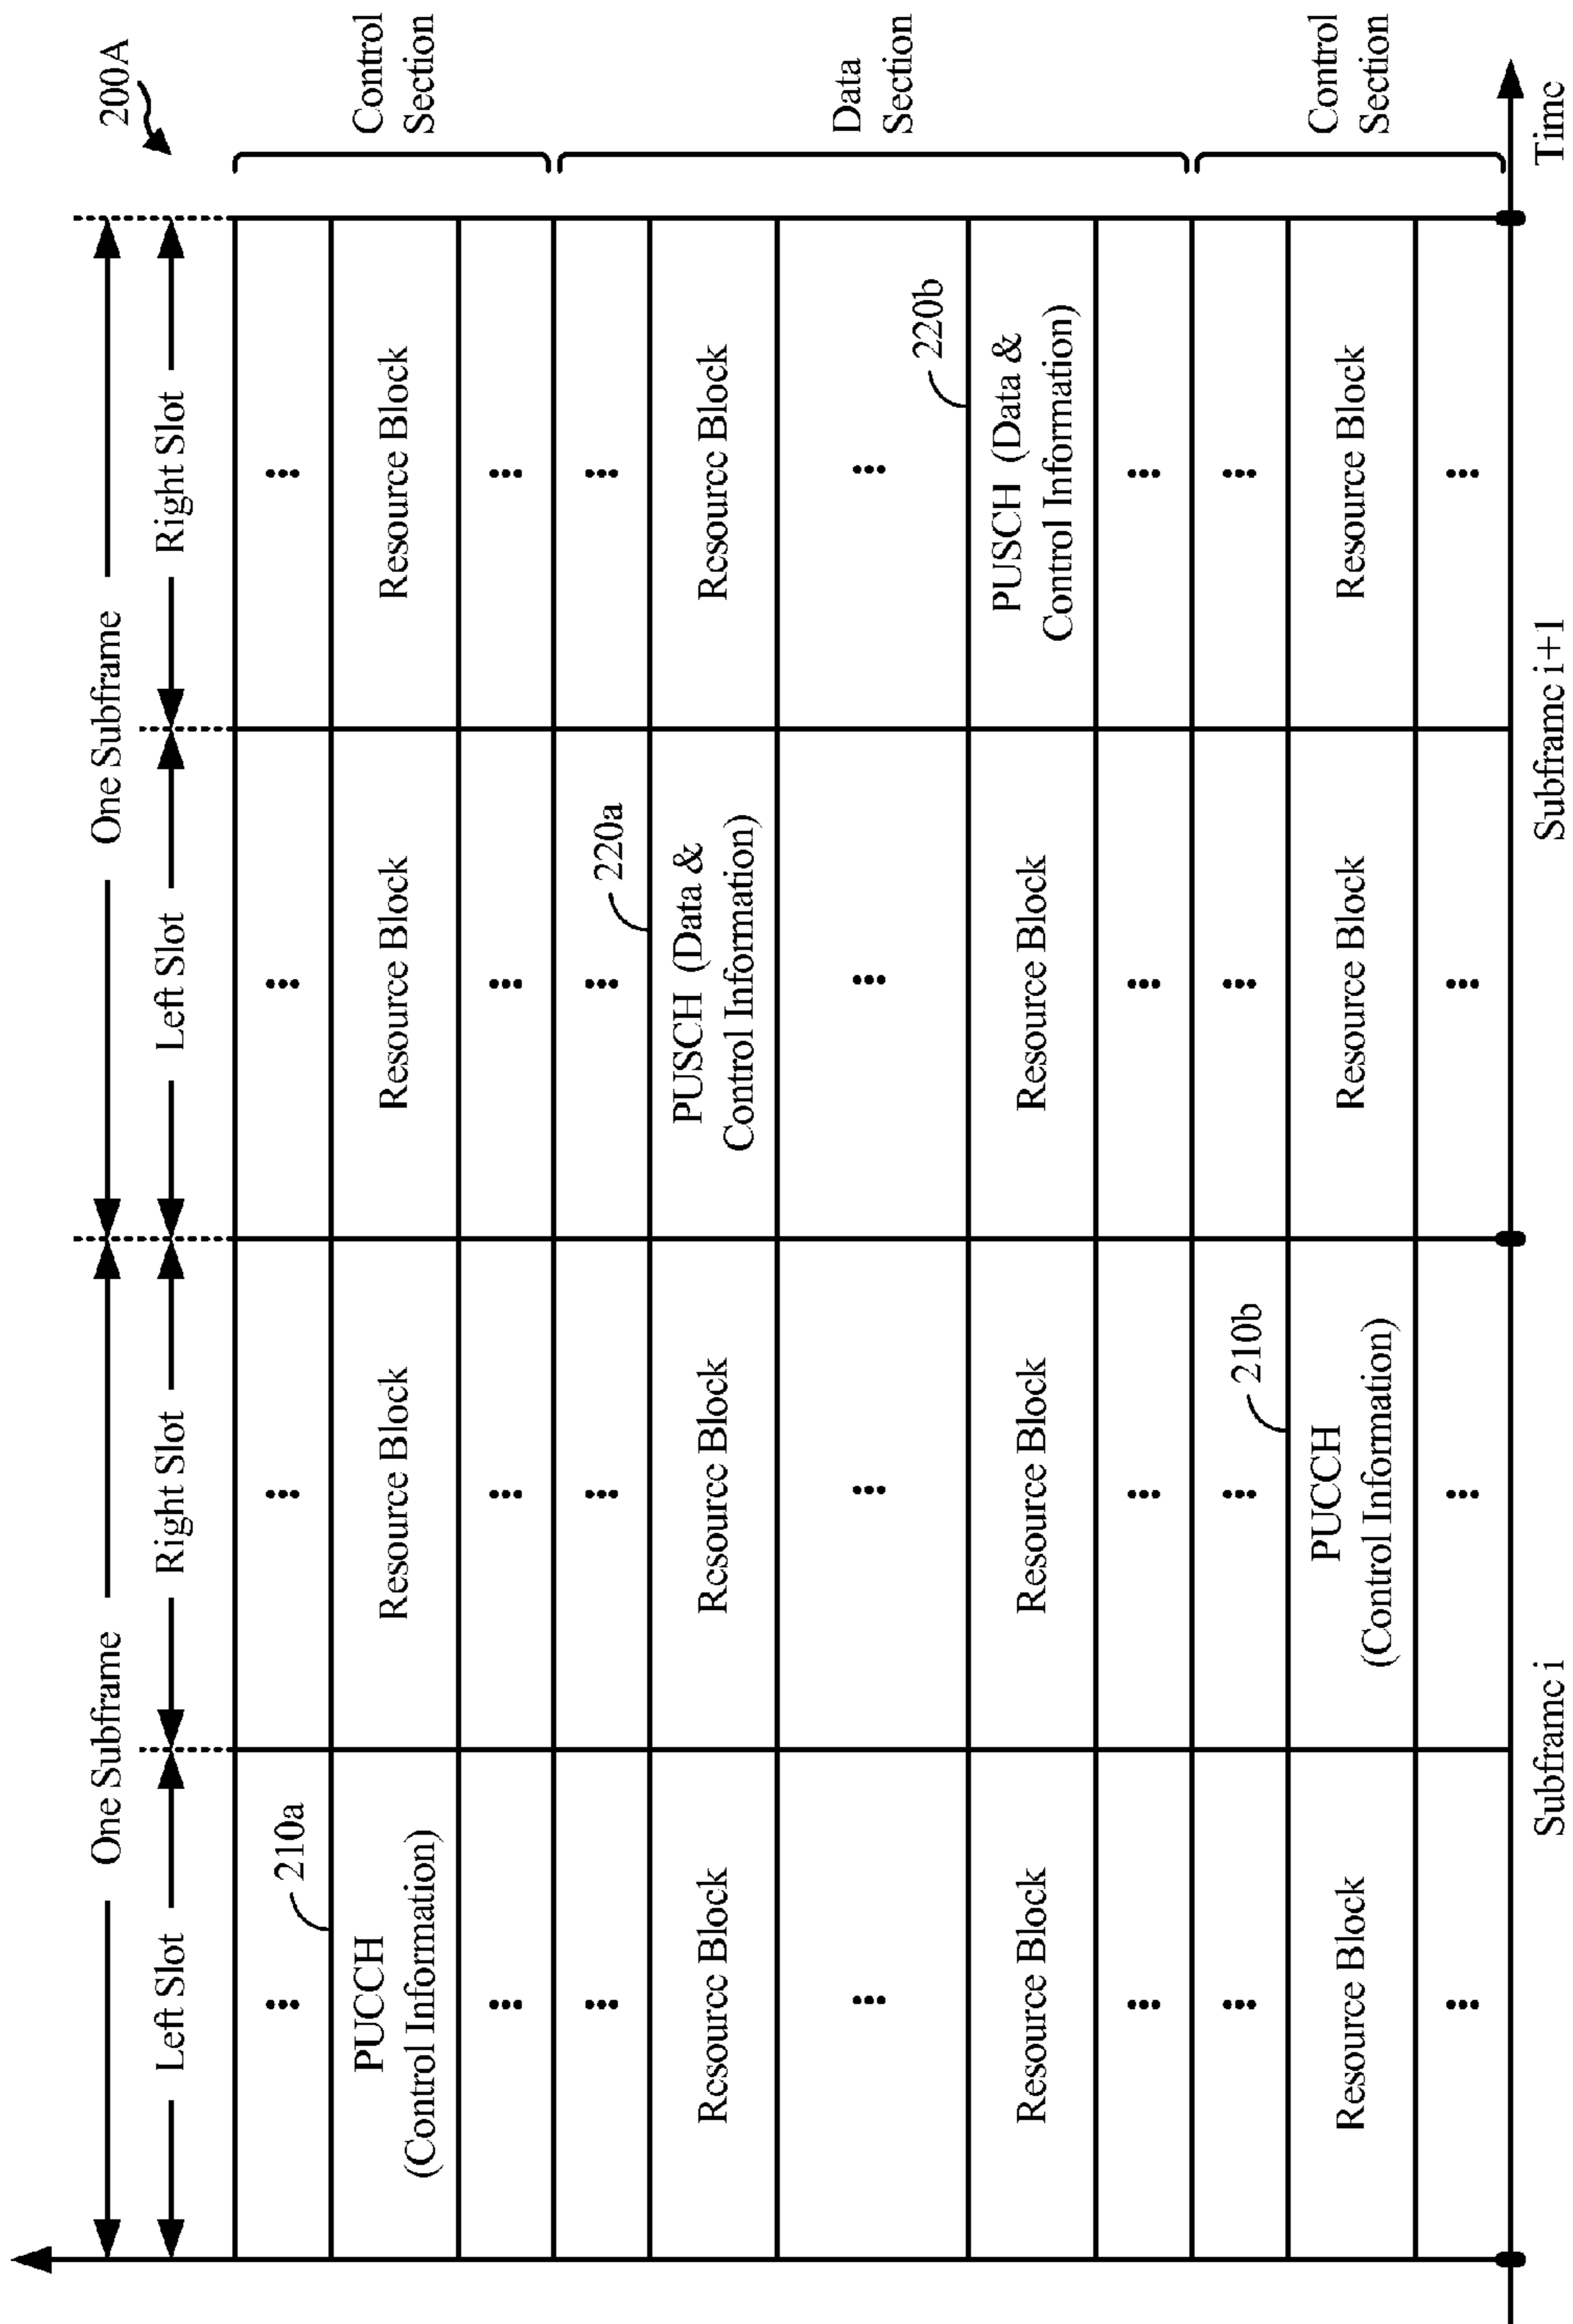 200A
One Subframe
One Subframe
Left Slot
Right Slot
Left Slot
Right Slot
210a
PUCCH
(Control Information)
Resource Block
Resource Block
Resource Block
Control
Section
220a
Resource Block
Resource Block
PUSCH (Data &
Control Information)
Resource Block
220b
Resource Block
Resource Block
Resource Block
PUSCH (Data &
Control Information)
Data
Section
210b
Resource Block
PUCCH
(Control Information)
Resource Block
Resource Block
Control
Section
Subframe i
Subframe i+1
Time